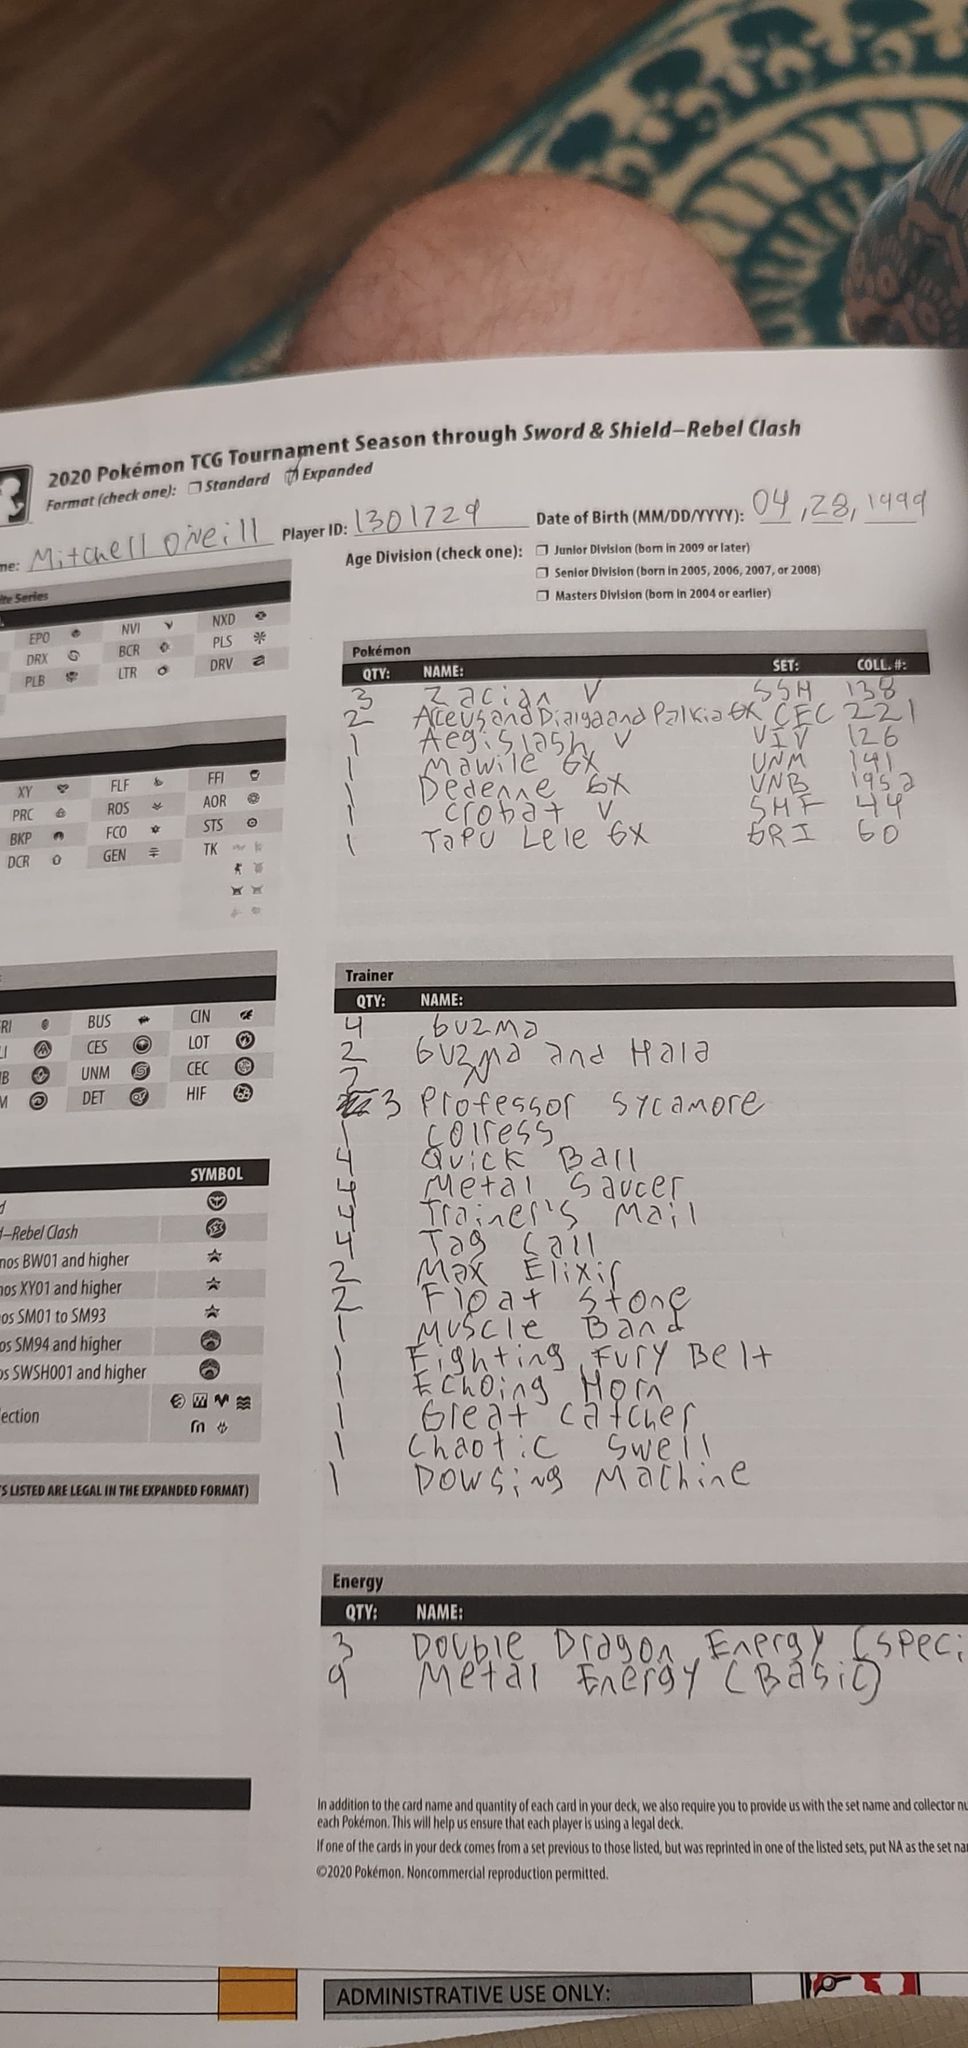 2020 Pokémon TCG Tournament Season through Sword & Shield–Rebel Clash
Format (check one): Standard Expanded
me: Mitchell O'neill Player ID: 1301729 Date of Birth (MM/DD/YYYY): 04, 28, 1999
Age Division (check one): Junior Division (born in 2009 or later)
Senior Division (born in 2005, 2006, 2007, or 2008)
Masters Division (born in 2004 or earlier)
ite Series
EPO NVI NXD
DRX BCR PLS
PLB LTR DRV
XY FLF FFI
PRC ROS AOR
BKP FCO STS
DCR GEN TK
RI BUS CIN
LI CES LOT
B UNM CEC
M DET HIF
SYMBOL
d
d–Rebel Clash
mos BW01 and higher
mos XY01 and higher
os SM01 to SM93
os SM94 and higher
s SWSH001 and higher
ection
S LISTED ARE LEGAL IN THE EXPANDED FORMAT)
Pokémon
QTY: NAME: SET: COLL. #:
3 Zacian V SSH 138
2 Arceus and Dialga and Palkia GX CEC 221
1 Aegislash V VIV 126
1 Mawile GX UNM 141
1 Dedenne GX UNB 195a
1 Crobat V SHF 44
1 Tapu Lele GX GRI 60
Trainer
QTY: NAME:
4 Guzma
2 Guzma and Hala
2 N
3 Professor Sycamore
1 Colress
4 Quick Ball
4 Metal Saucer
4 Trainer's Mail
4 Tag Call
2 Max Elixir
2 Float Stone
1 Muscle Band
1 Fighting Fury Belt
1 Echoing Horn
1 Great Catcher
1 Chaotic Swell
1 Dowsing Machine
Energy
QTY: NAME:
3 Double Dragon Energy (speci
9 Metal Energy (Basic)
In addition to the card name and quantity of each card in your deck, we also require you to provide us with the set name and collector nu
each Pokémon. This will help us ensure that each player is using a legal deck.
If one of the cards in your deck comes from a set previous to those listed, but was reprinted in one of the listed sets, put NA as the set na
©2020 Pokémon. Noncommercial reproduction permitted.
ADMINISTRATIVE USE ONLY: